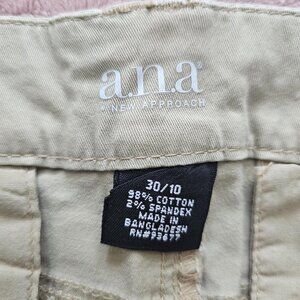 a.n.a®
A NEW APPROACH
30/10
98% COTTON
2% SPANDEX
MADE IN
BANGLADESH
RN#93677